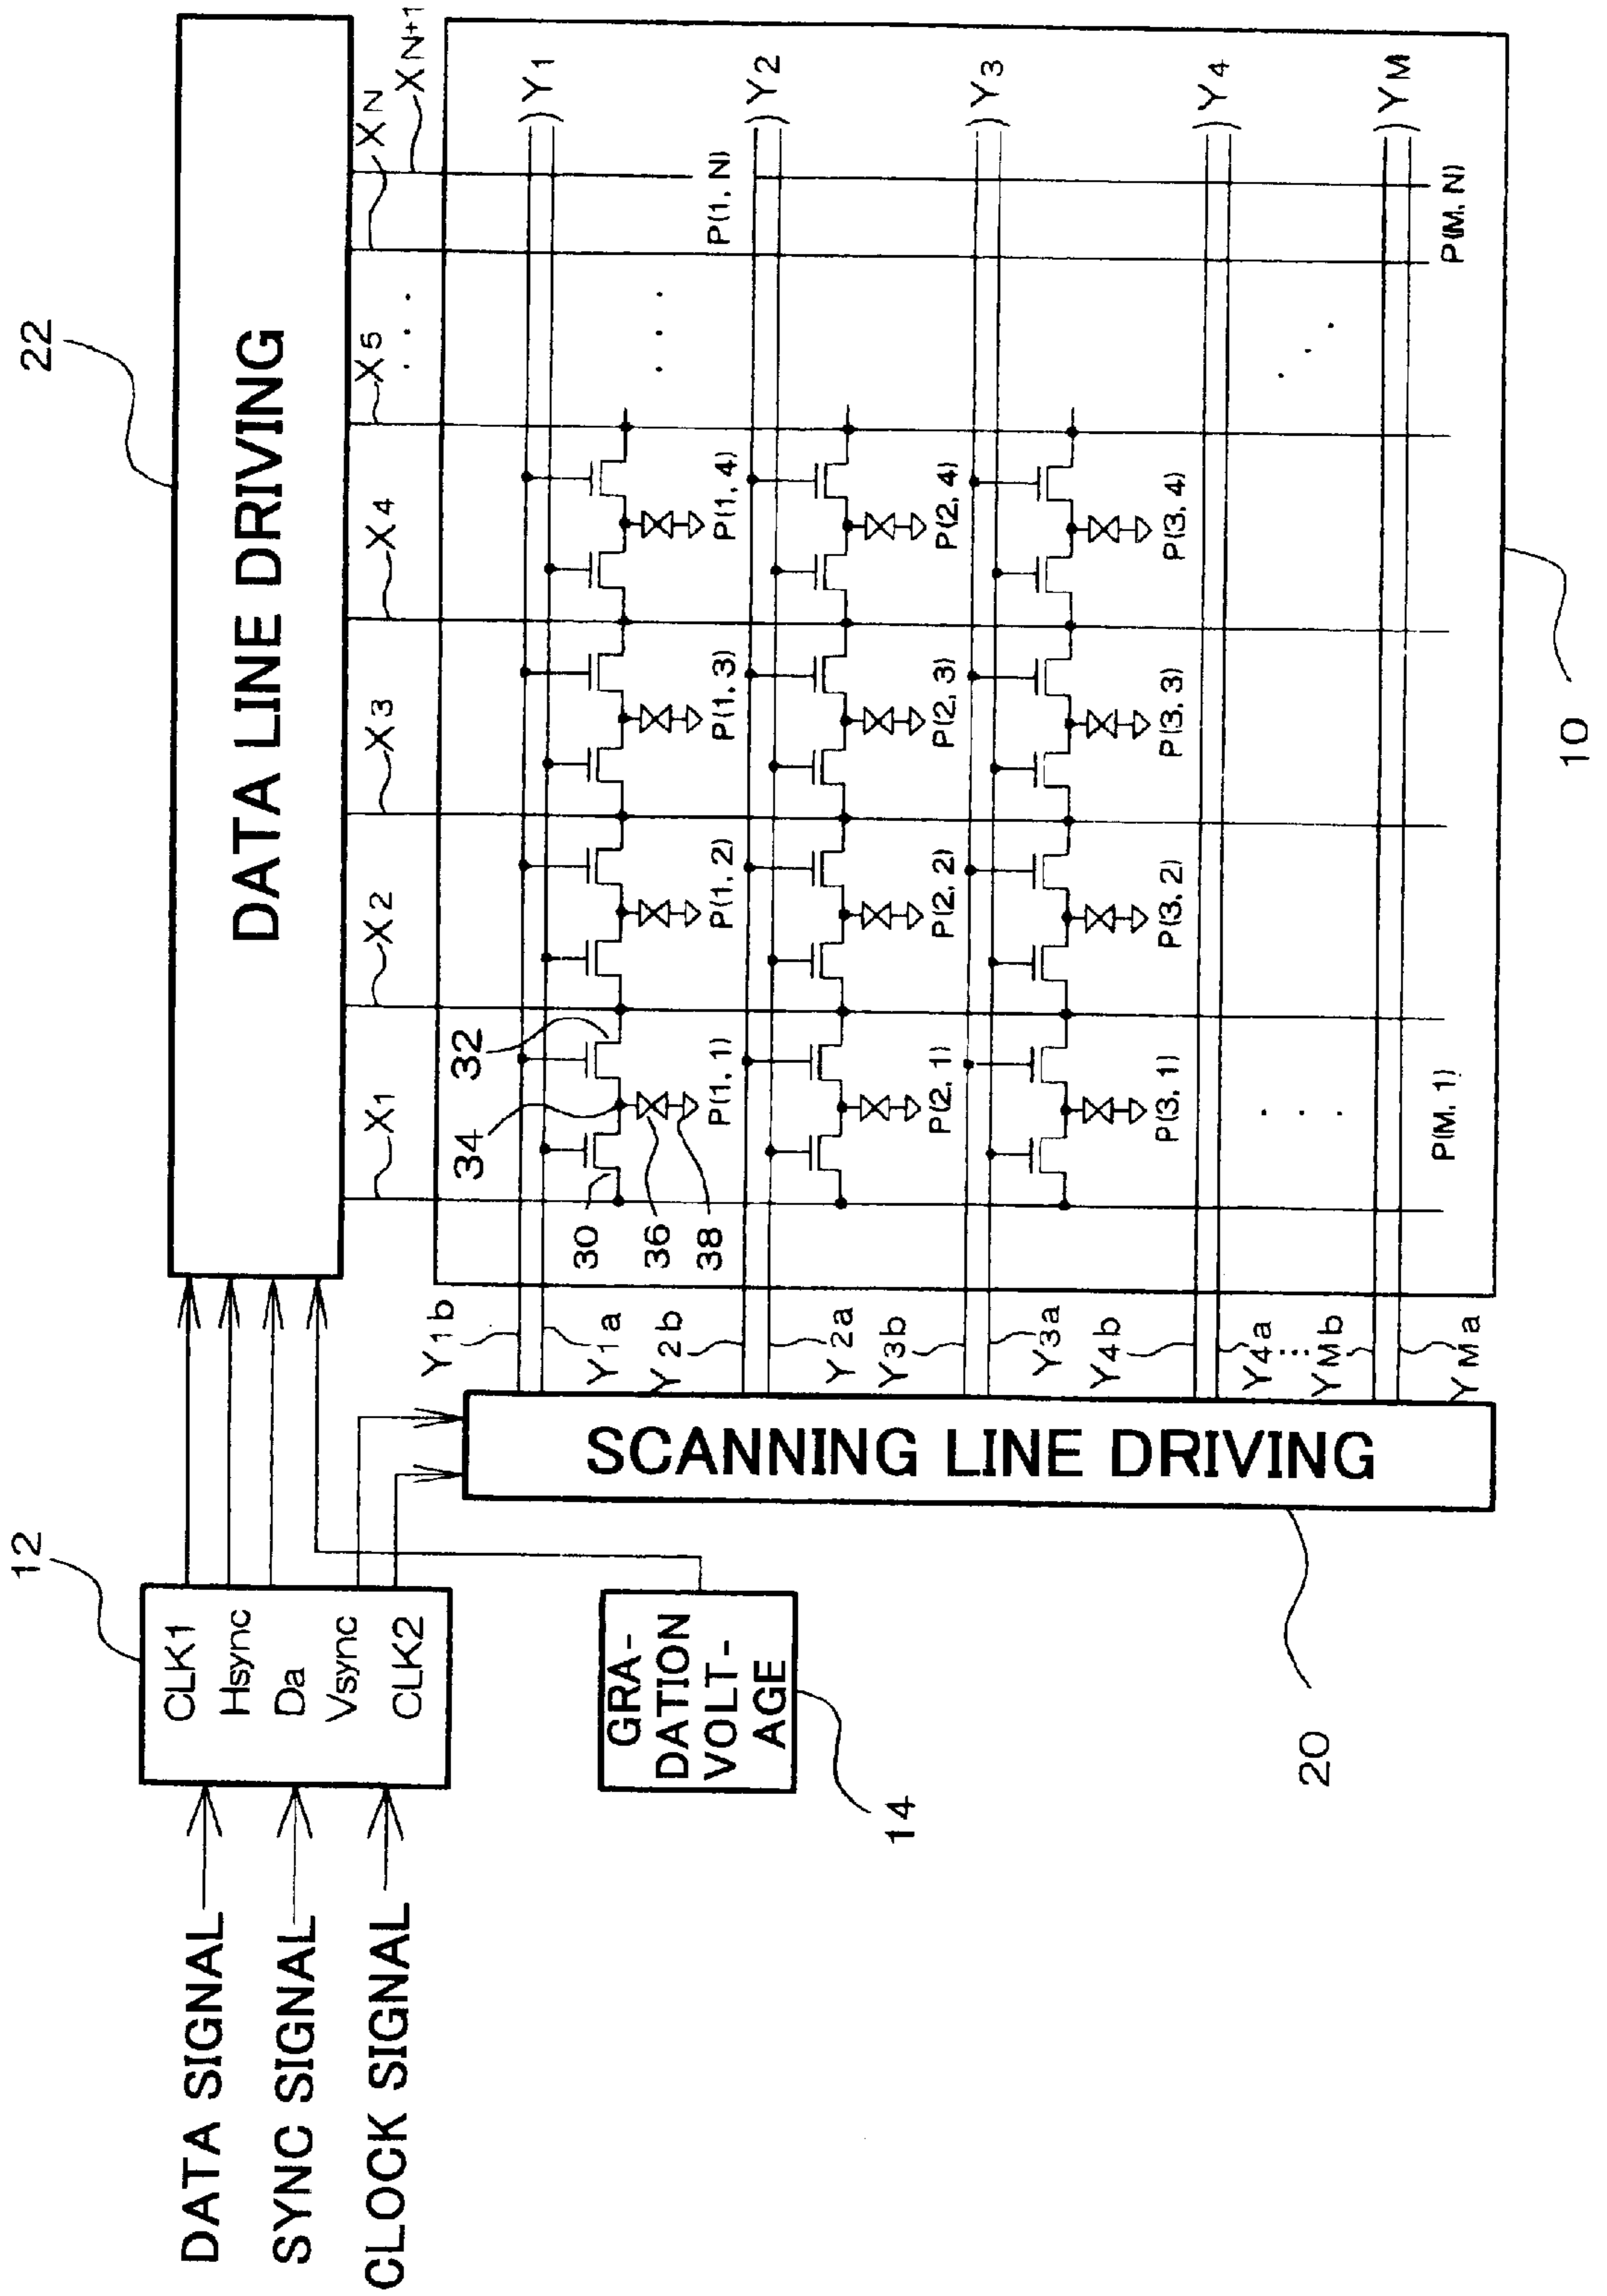 DATA SIGNAL
SYNC SIGNAL
CLOCK SIGNAL
12
CLK1
Hsync
Da
Vsync
CLK2
GRA-
DATION
VOLT-
AGE
14
22
DATA LINE DRIVING
SCANNING LINE DRIVING
20
10
X1
X2
X3
X4
X5
. . .
XN
XN+1
Y1b
Y1a
Y1
30
34
32
36
38
P(1, 1)
P(1, 2)
P(1, 3)
P(1, 4)
. . .
P(1, N)
Y2b
Y2a
Y2
P(2, 1)
P(2, 2)
P(2, 3)
P(2, 4)
Y3b
Y3a
Y3
P(3, 1)
P(3, 2)
P(3, 3)
P(3, 4)
Y4b
Y4a
Y4
. . .
. . .
YMb
YMa
YM
P(M, 1)
P(M, N)